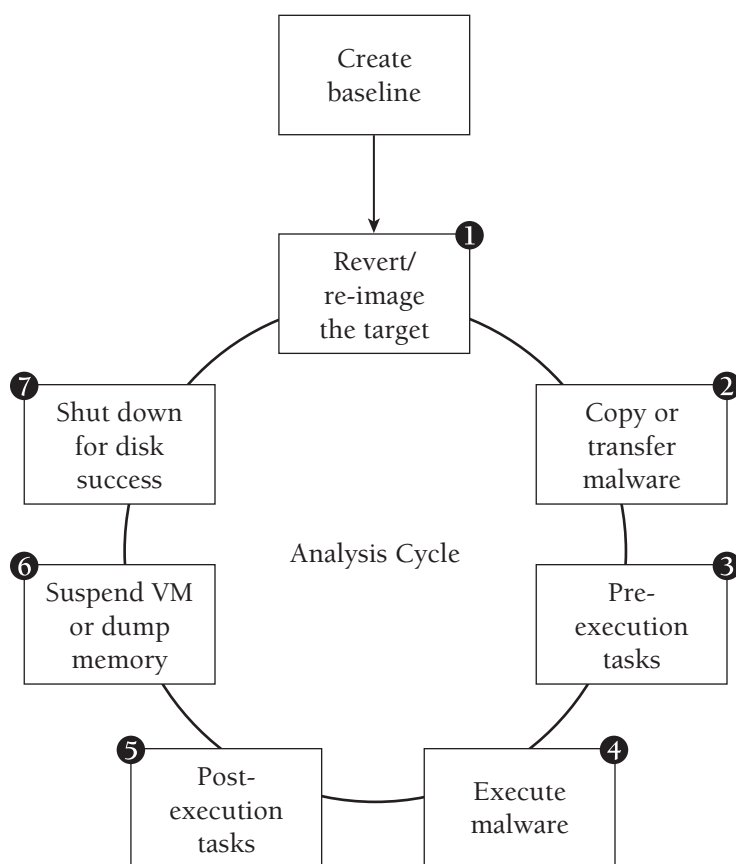 Create
baseline
1
Revert/
re-image
the target
2
Copy or
transfer
malware
3
Pre-
execution
tasks
4
Execute
malware
5
Post-
execution
tasks
6
Suspend VM
or dump
memory
7
Shut down
for disk
success
Analysis Cycle